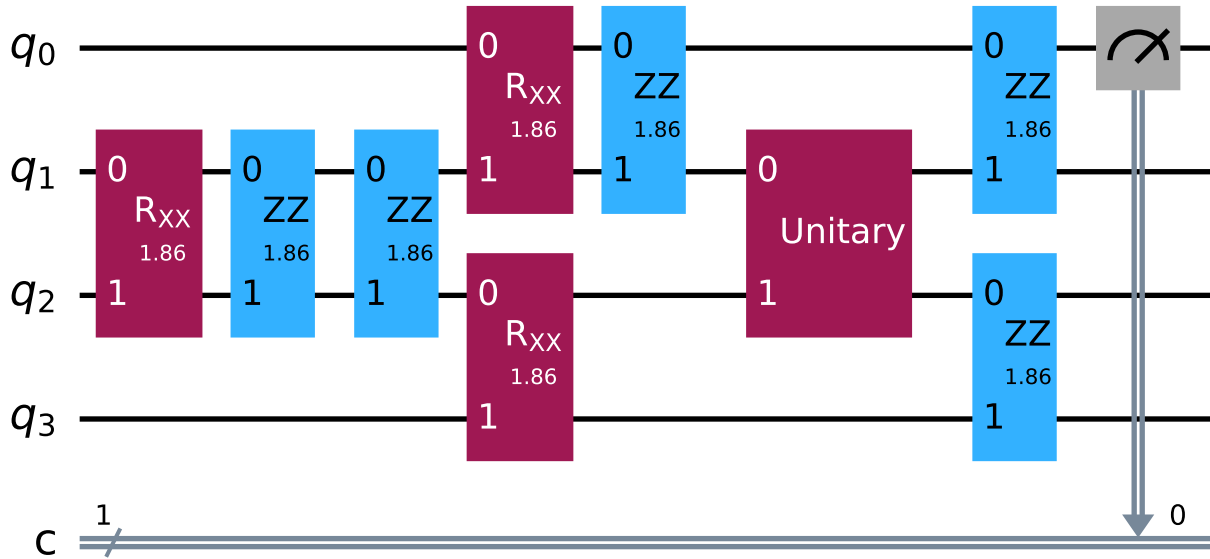 q0 0 0 0
RXX ZZ ZZ
1.86 1.86 1.86
q1 0 0 0 1 1 0 1
RXX ZZ ZZ Unitary
1.86 1.86 1.86
q2 1 1 1 0 1 0
RXX ZZ
1.86 1.86
q3 1 1
1 0
c